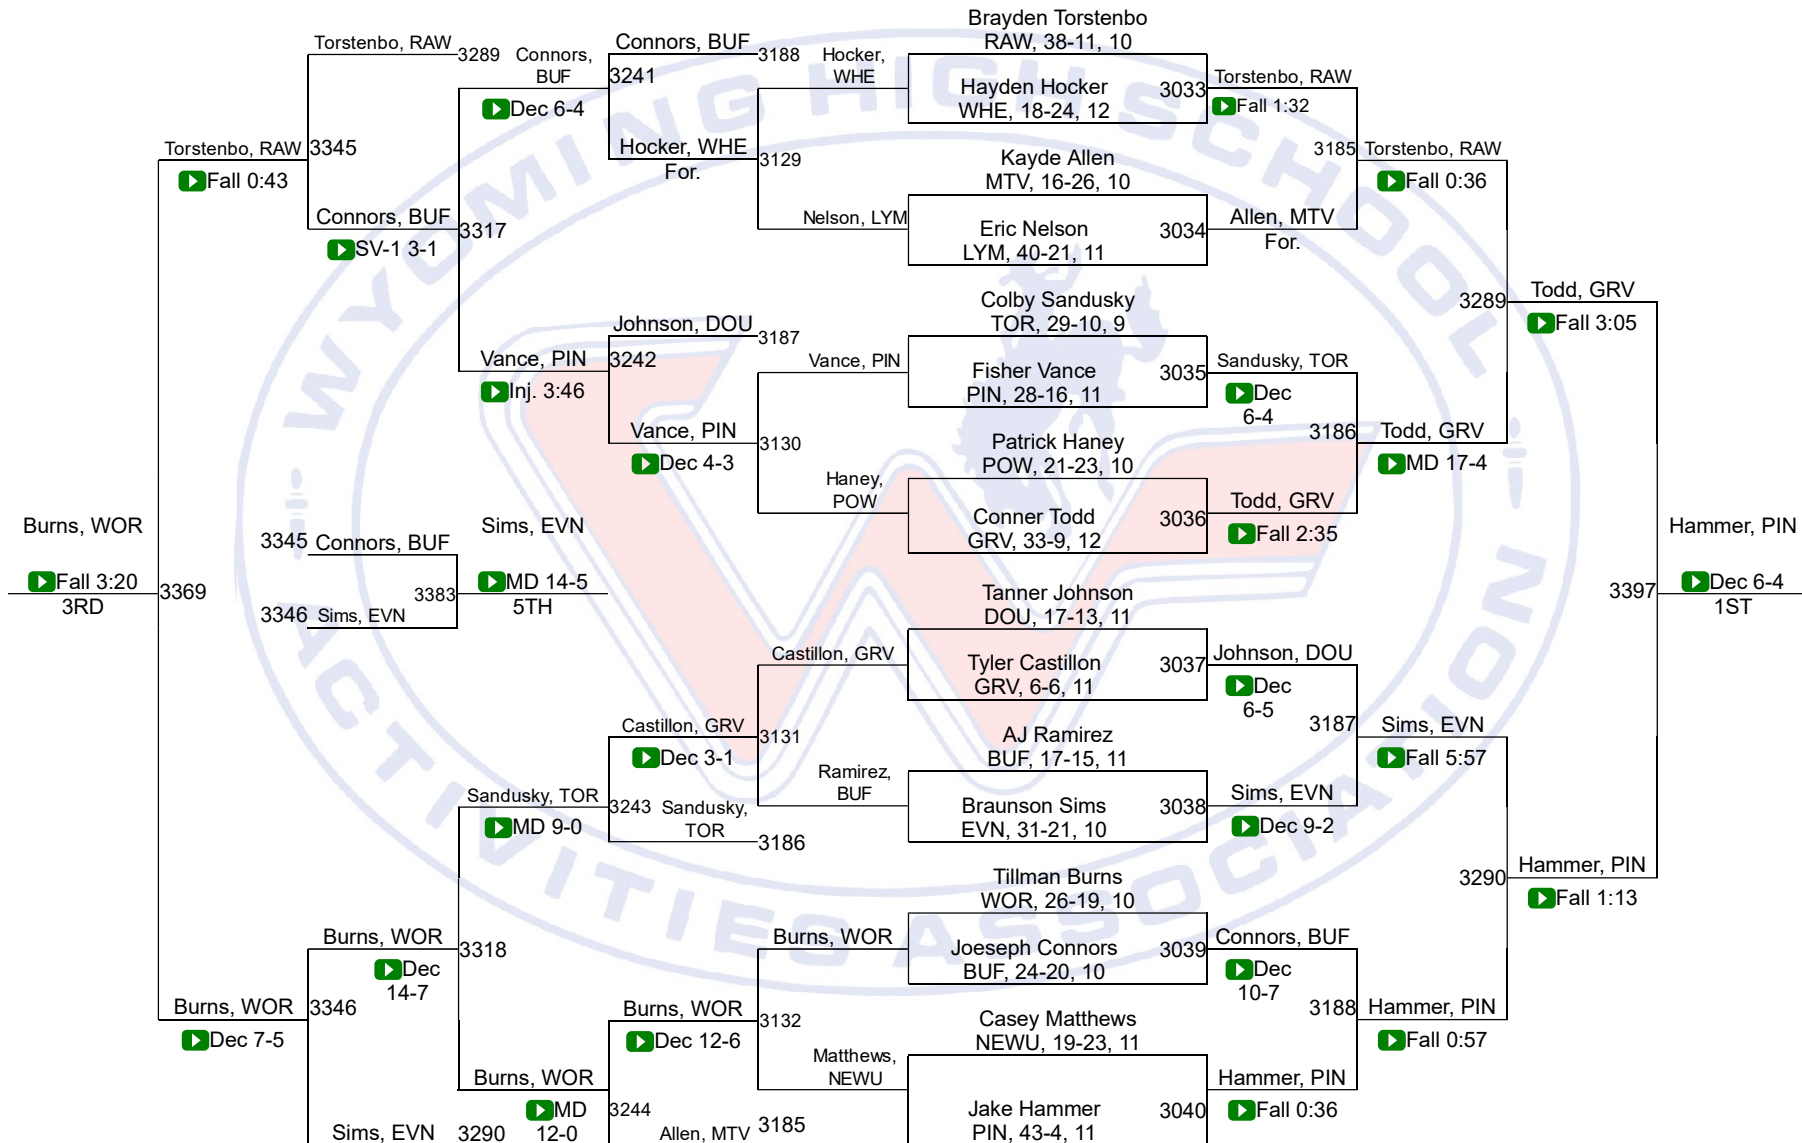 Brayden Torstenbo
RAW, 38-11, 10
Torstenbo, RAW
3289
Connors,
BUF
Connors, BUF
3188
Hocker,
WHE
3241
Dec 6-4
Hayden Hocker
WHE, 18-24, 12
3033
Torstenbo, RAW
Fall 1:32
Torstenbo, RAW
3345
Fall 0:43
Hocker, WHE
For.
3129
Kayde Allen
MTV, 16-26, 10
3185
Torstenbo, RAW
Fall 0:36
Connors, BUF
3317
SV-1 3-1
Nelson, LYM
Eric Nelson
LYM, 40-21, 11
3034
Allen, MTV
For.
Colby Sandusky
TOR, 29-10, 9
3289
Todd, GRV
Fall 3:05
Johnson, DOU
3187
Vance, PIN
3242
Inj. 3:46
Vance, PIN
Fisher Vance
PIN, 28-16, 11
3035
Sandusky, TOR
Dec
6-4
Vance, PIN
3130
Dec 4-3
Patrick Haney
POW, 21-23, 10
3186
Todd, GRV
MD 17-4
Haney,
POW
Conner Todd
GRV, 33-9, 12
3036
Todd, GRV
Fall 2:35
Burns, WOR
Fall 3:20
3RD
3369
3345
Connors, BUF
3383
3346
Sims, EVN
Sims, EVN
MD 14-5
5TH
Hammer, PIN
3397
Dec 6-4
1ST
Tanner Johnson
DOU, 17-13, 11
Castillon, GRV
Tyler Castillon
GRV, 6-6, 11
3037
Johnson, DOU
Dec
6-5
Castillon, GRV
3131
Dec 3-1
AJ Ramirez
BUF, 17-15, 11
3187
Sims, EVN
Fall 5:57
Ramirez,
BUF
Sandusky, TOR
3243
MD 9-0
Sandusky,
TOR
3186
Braunson Sims
EVN, 31-21, 10
3038
Sims, EVN
Dec 9-2
Tillman Burns
WOR, 26-19, 10
3290
Hammer, PIN
Fall 1:13
Burns, WOR
3318
Dec
14-7
Burns, WOR
Joeseph Connors
BUF, 24-20, 10
3039
Connors, BUF
Dec
10-7
Burns, WOR
3346
Dec 7-5
Burns, WOR
3132
Dec 12-6
Casey Matthews
NEWU, 19-23, 11
3188
Hammer, PIN
Fall 0:57
Matthews,
NEWU
Burns, WOR
3244
MD
12-0
Jake Hammer
PIN, 43-4, 11
3040
Hammer, PIN
Fall 0:36
Sims, EVN
3290
Allen, MTV
3185
WYOMING HIGH SCHOOL
ACTIVITIES ASSOCIATION